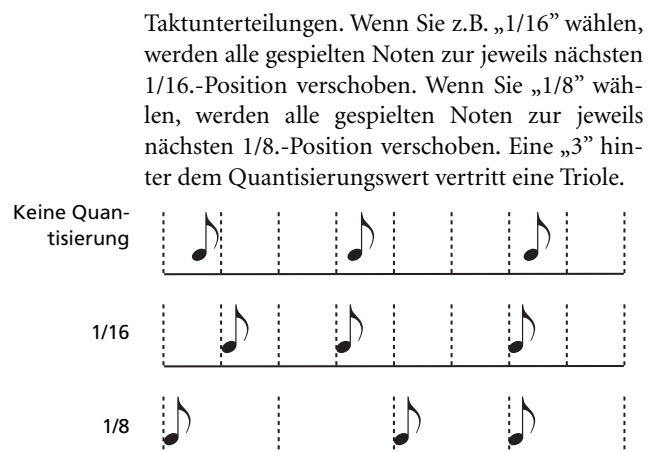 Taktunterteilungen. Wenn Sie z.B. „1/16” wählen,
werden alle gespielten Noten zur jeweils nächsten
1/16.-Position verschoben. Wenn Sie „1/8” wäh-
len, werden alle gespielten Noten zur jeweils
nächsten 1/8.-Position verschoben. Eine „3” hin-
ter dem Quantisierungswert vertritt eine Triole.
Keine Quan-
tisierung
1/16
1/8